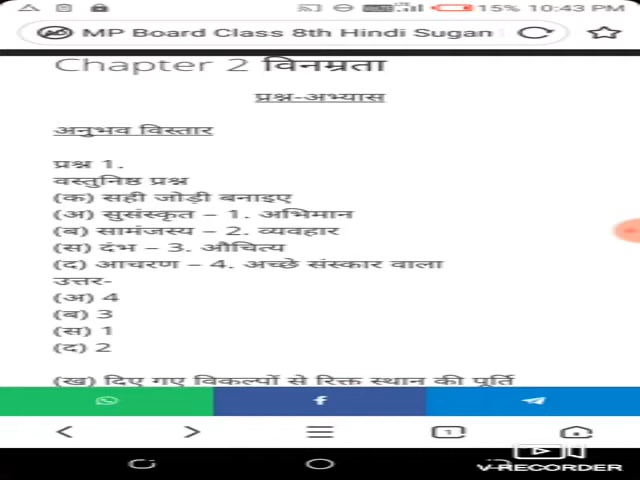 15% 10:43 PM
MP Board Class 8th Hindi Sugan
Chapter 2 विनम्रता
प्रश्न-अभ्यास
अनुभव विस्तार
प्रश्न 1.
वस्तुनिष्ठ प्रश्न
(क) सही जोड़ी बनाइए
(अ) सुसंस्कृत – 1. अभिमान
(ब) सामंजस्य – 2. व्यवहार
(स) दंभ – 3. औचित्य
(द) आचरण – 4. अच्छे संस्कार वाला
उत्तर-
(अ) 4
(ब) 3
(स) 1
(द) 2
(ख) दिए गए विकल्पों से रिक्त स्थान की पूर्ति
1
V-RECORDER